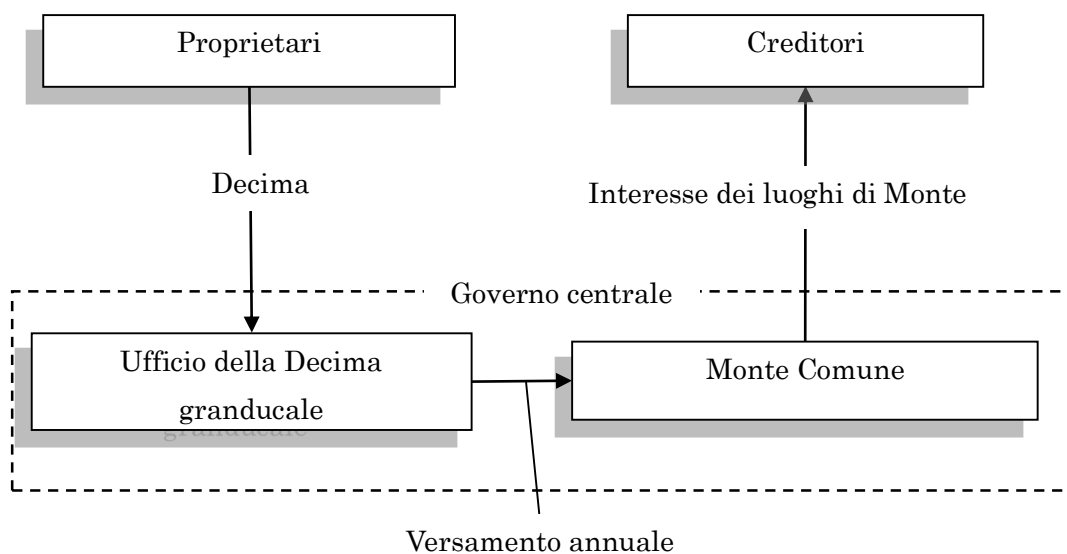 Proprietari
Creditori
Decima
Interesse dei luoghi di Monte
Governo centrale
Ufficio della Decima
granducale
Monte Comune
Versamento annuale